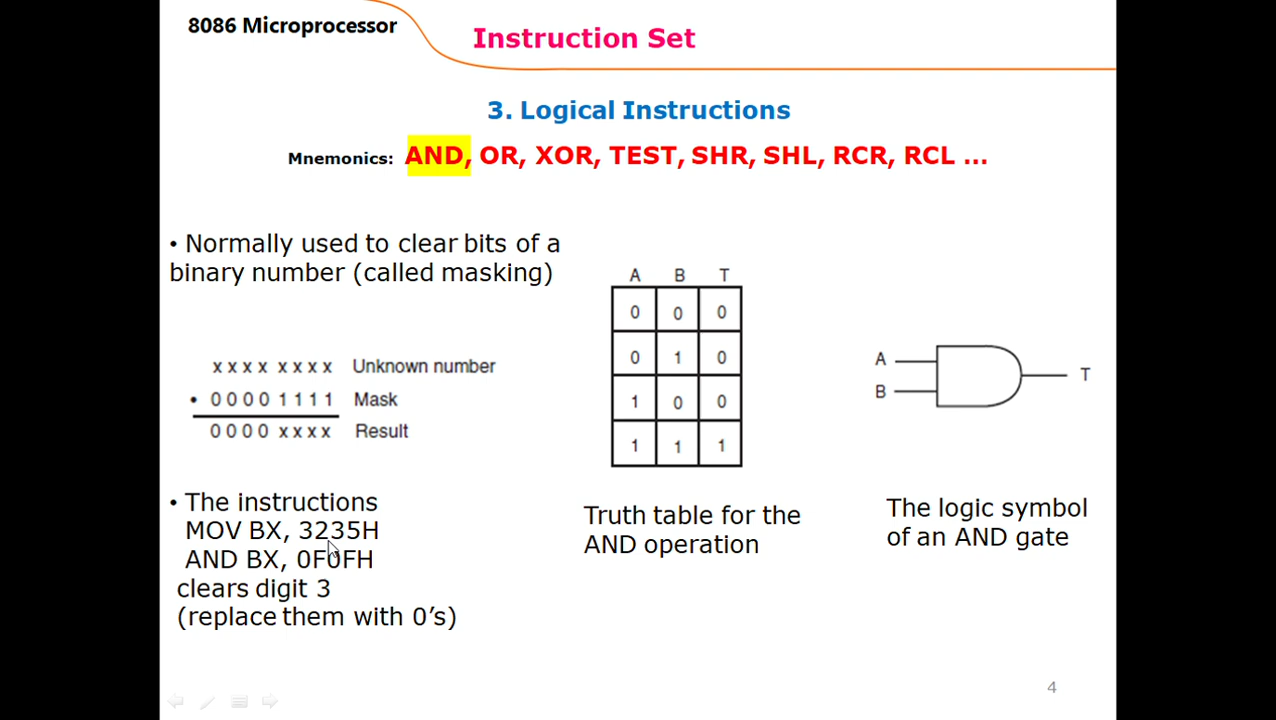 8086 Microprocessor
Instruction Set
3. Logical Instructions
Mnemonics: AND, OR, XOR, TEST, SHR, SHL, RCR, RCL ...
• Normally used to clear bits of a
binary number (called masking)
x x x x x x x x Unknown number
• 0 0 0 0 1 1 1 1 Mask
0 0 0 0 x x x x Result
• The instructions
MOV BX, 3235H
AND BX, 0F0FH
clears digit 3
(replace them with 0's)
A B T
0 0 0
0 1 0
1 0 0
1 1 1
Truth table for the
AND operation
A
B
T
The logic symbol
of an AND gate
4